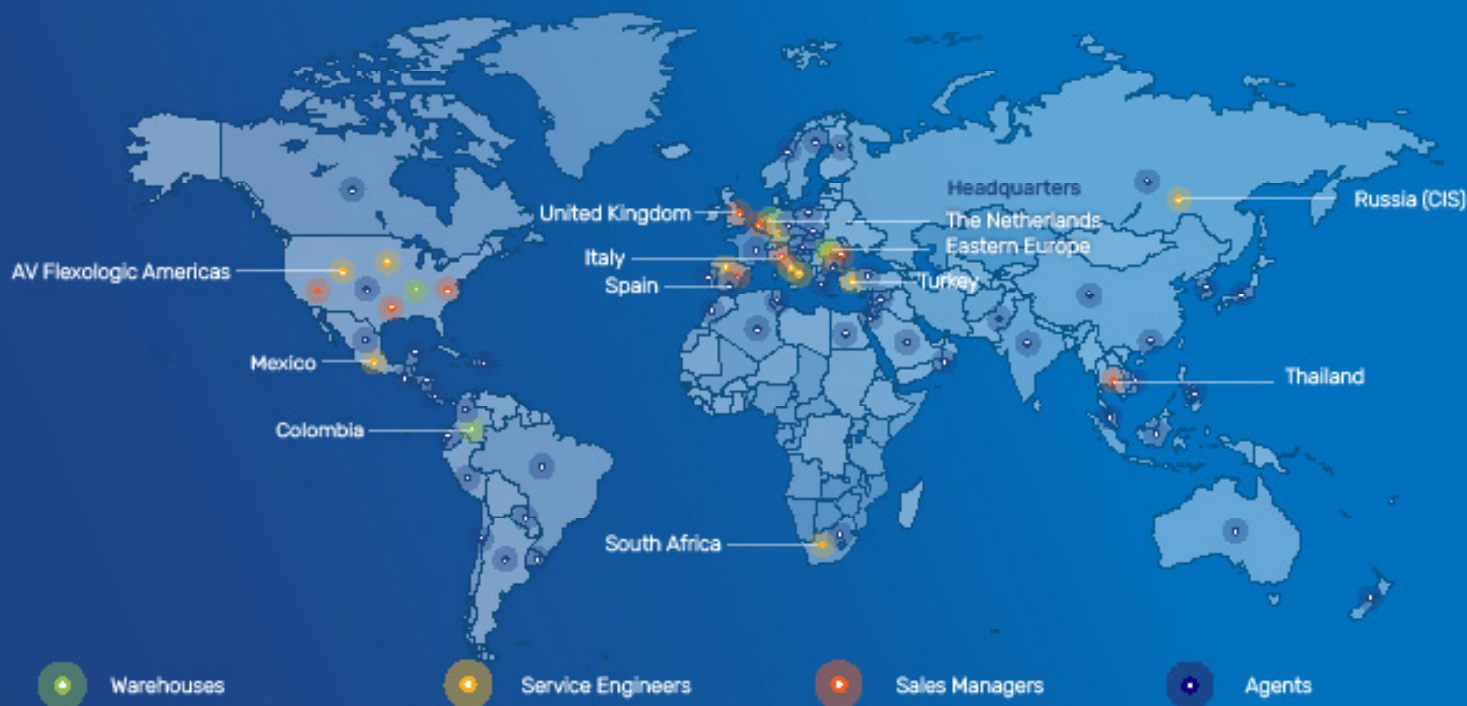 Headquarters
United Kingdom
The Netherlands
Russia (CIS)
Eastern Europe
Italy
AV Flexologic Americas
Spain
Turkey
Mexico
Thailand
Colombia
South Africa
Warehouses
Service Engineers
Sales Managers
Agents